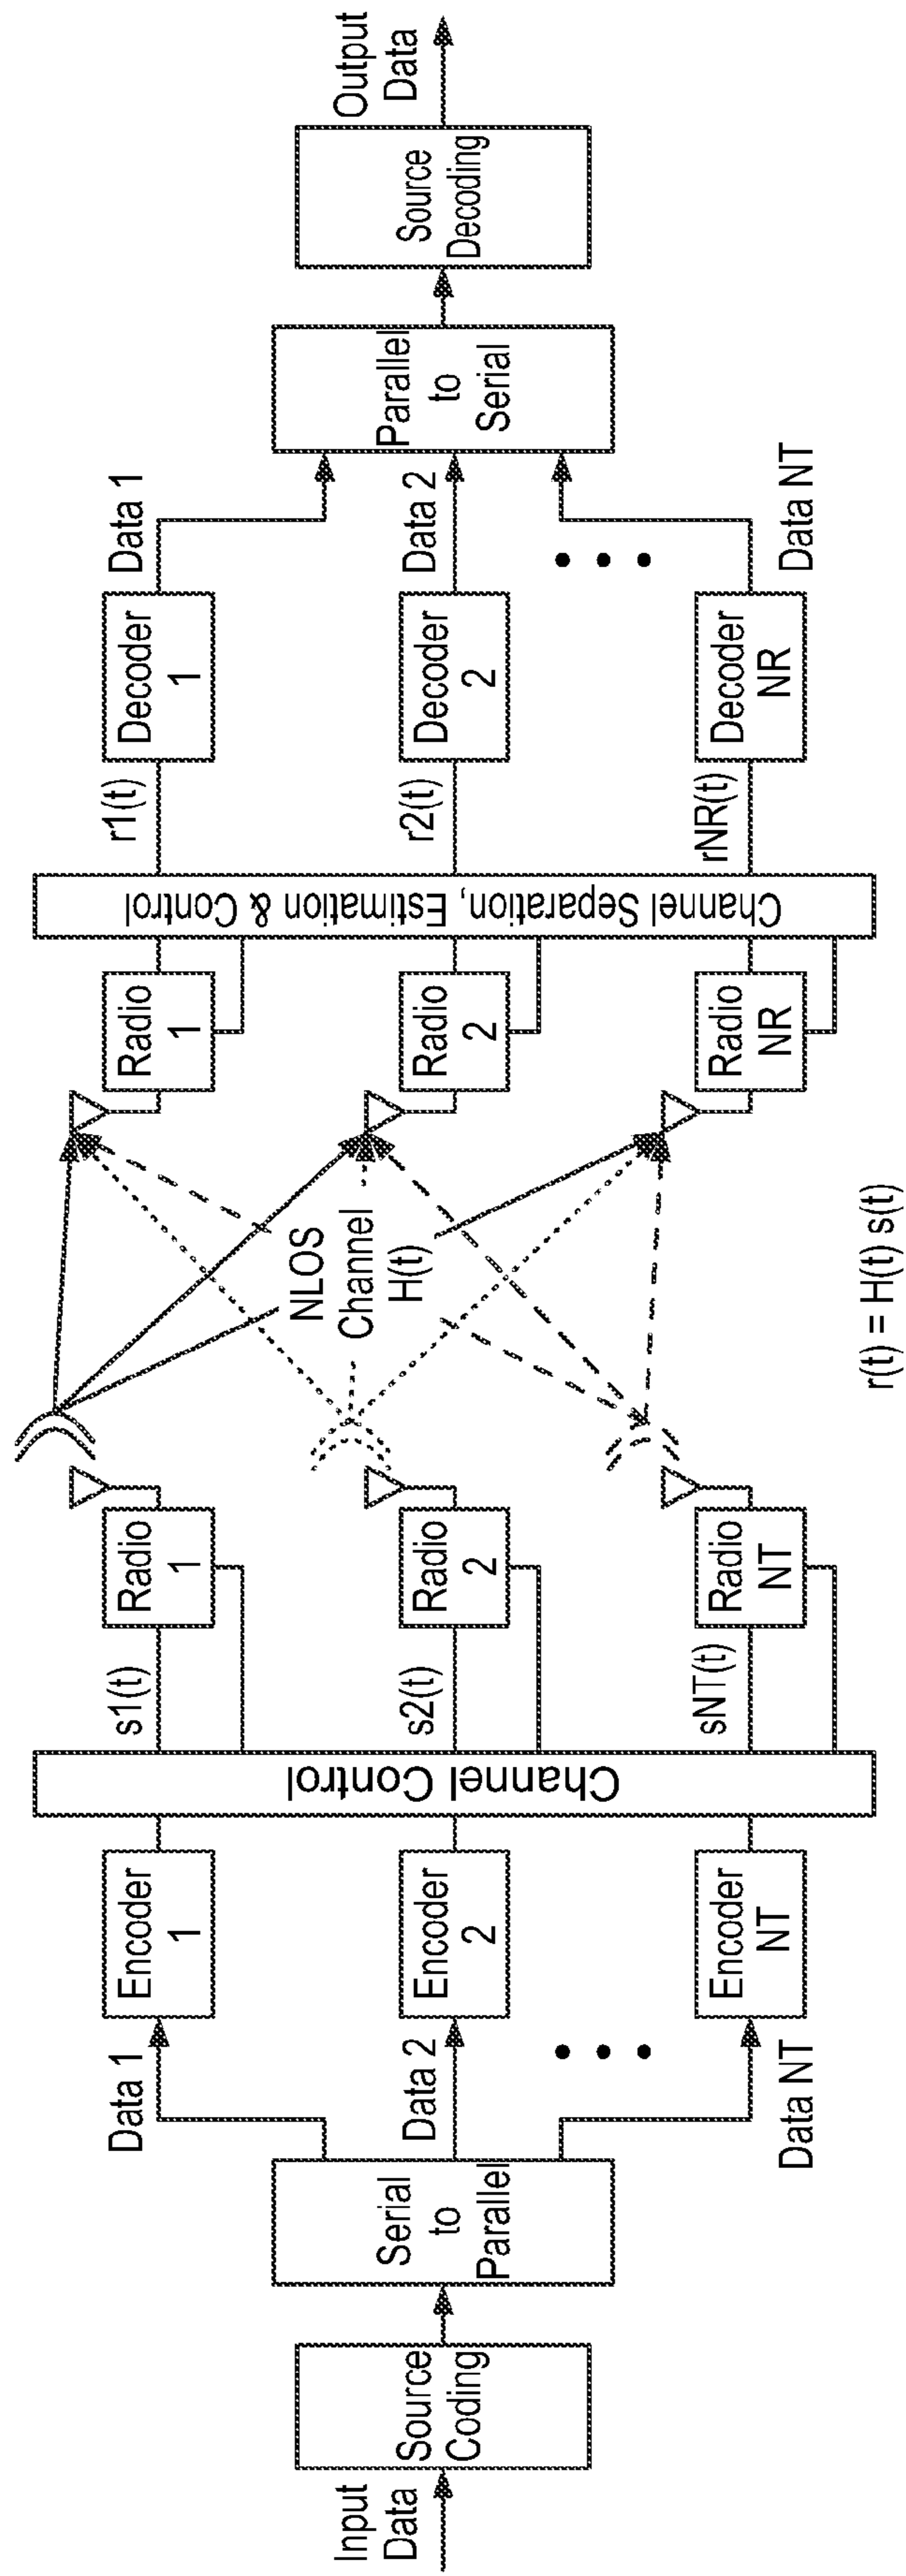 Input
Data
Source
Coding
Serial
to
Parallel
Data 1
Data 2
Data NT
Encoder
1
Encoder
2
Encoder
NT
Channel Control
s1(t)
s2(t)
sNT(t)
Radio
1
Radio
2
Radio
NT
NLOS
Channel
H(t)
r(t) = H(t) s(t)
Radio
1
Radio
2
Radio
NR
Channel Separation, Estimation & Control
r1(t)
r2(t)
rNR(t)
Decoder
1
Decoder
2
Decoder
NR
Data 1
Data 2
Data NT
Parallel
to
Serial
Source
Decoding
Output
Data